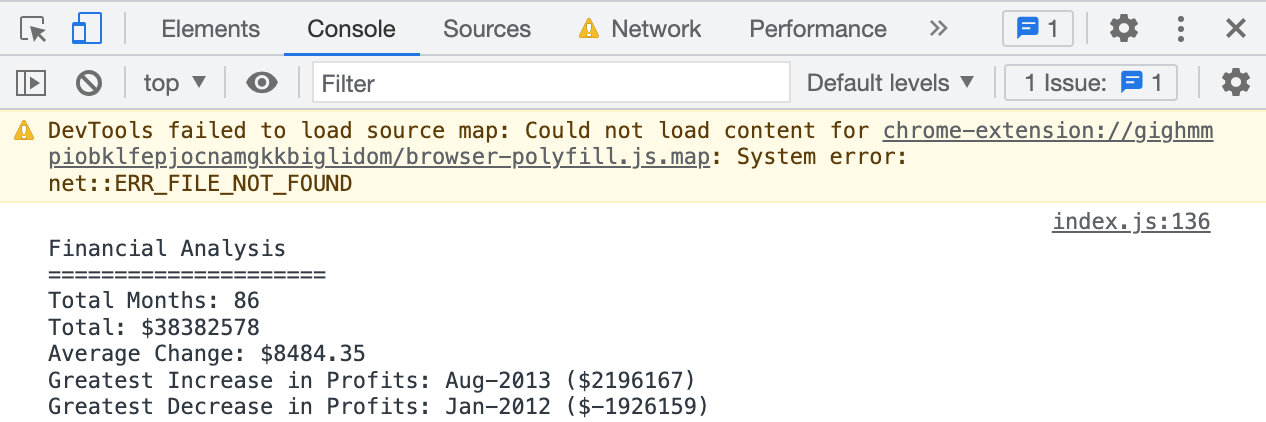 Elements Console Sources Network Performance 1
top Filter Default levels 1 Issue: 1
DevTools failed to load source map: Could not load content for chrome-extension://gighmm
piobklfepjocnamgkkbiglidom/browser-polyfill.js.map: System error:
net::ERR_FILE_NOT_FOUND
index.js:136
Financial Analysis
=====================
Total Months: 86
Total: $38382578
Average Change: $8484.35
Greatest Increase in Profits: Aug-2013 ($2196167)
Greatest Decrease in Profits: Jan-2012 ($-1926159)